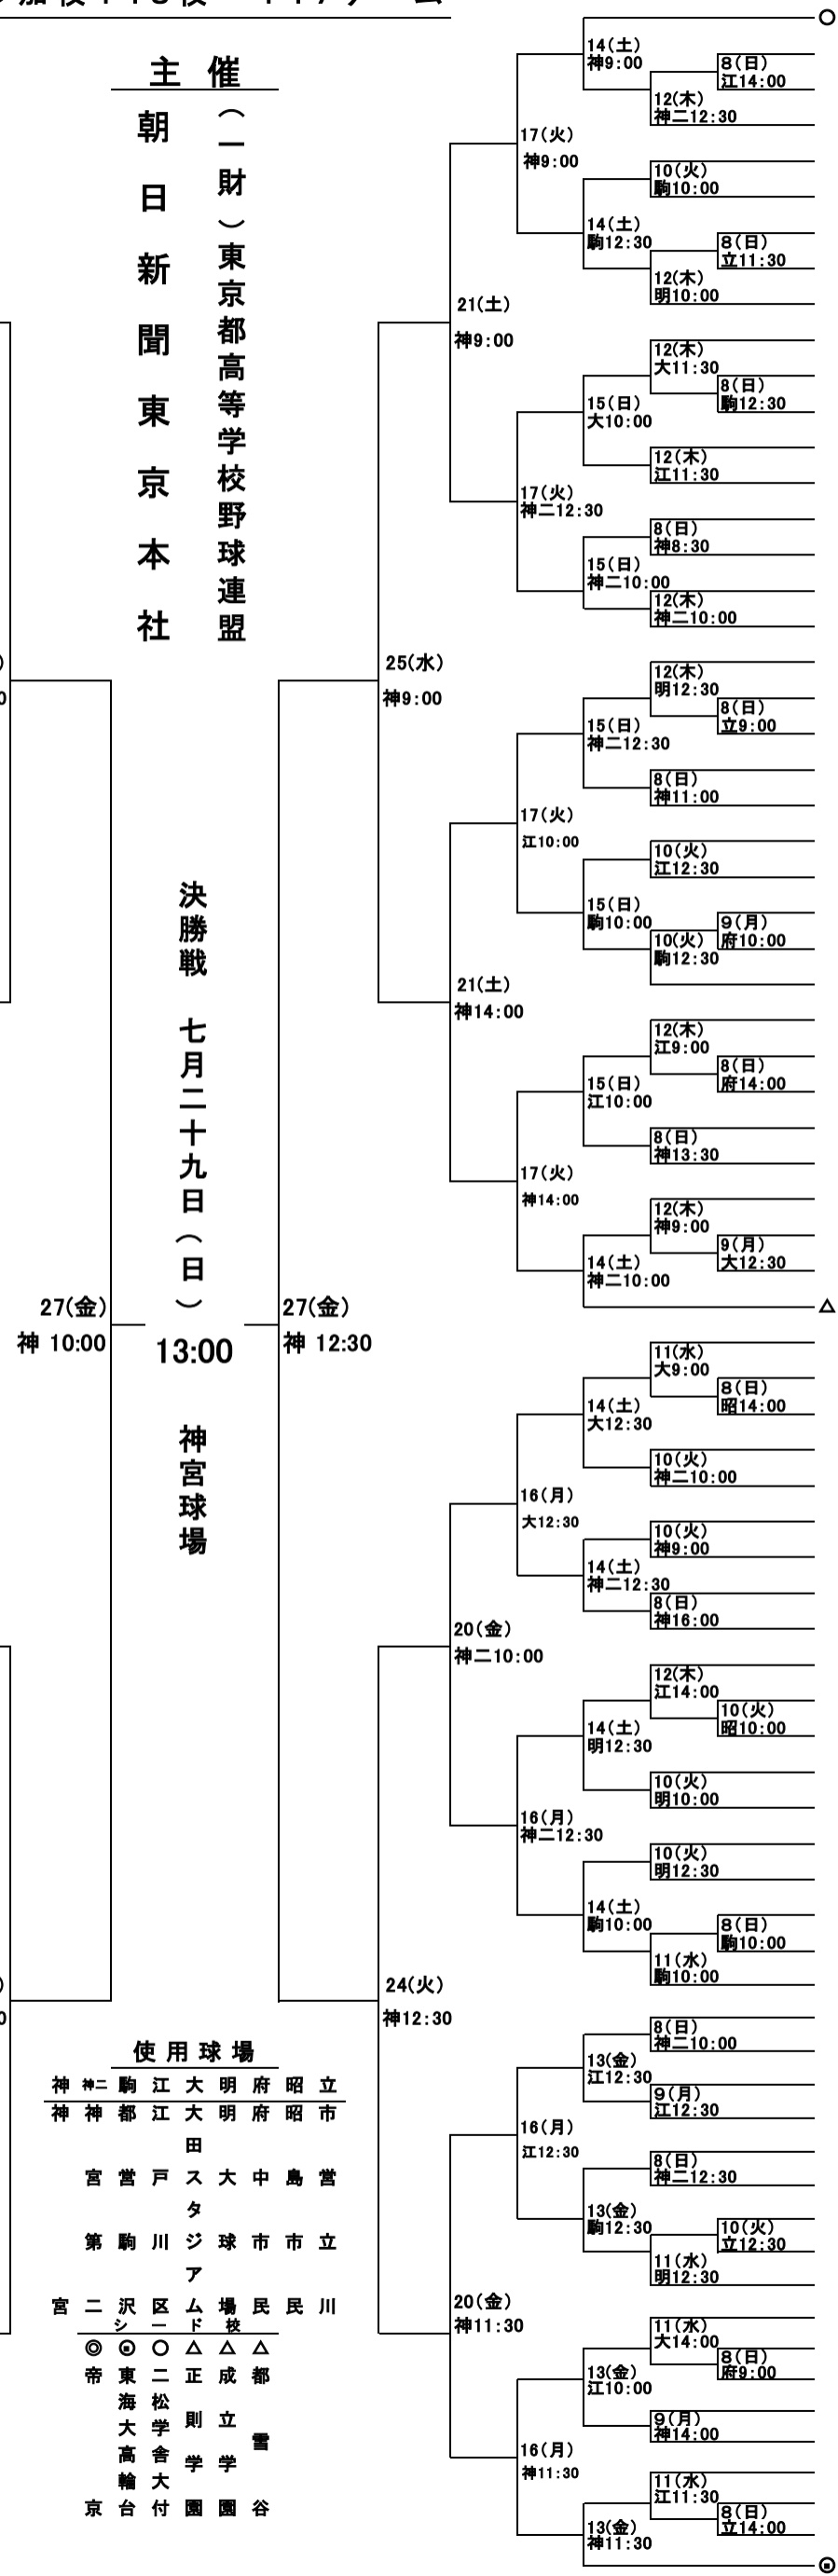 主催
朝日新聞東京本社
(一財)東京都高等学校野球連盟
決勝戦 七月二十九日(日)
13:00
神宮球場
27(金)
神 10:00
27(金)
神 12:30
25(水)
神9:00
24(火)
神12:30
21(土)
神9:00
21(土)
神14:00
20(金)
神二10:00
20(金)
神11:30
17(火)
神9:00
17(火)
神二12:30
17(火)
江10:00
17(火)
神14:00
16(月)
大12:30
16(月)
神二12:30
16(月)
江12:30
16(月)
神11:30
14(土)
神9:00
14(土)
駒12:30
15(日)
大10:00
15(日)
神二10:00
15(日)
神二12:30
15(日)
駒10:00
15(日)
江10:00
14(土)
神二10:00
14(土)
大12:30
14(土)
神二12:30
14(土)
明12:30
14(土)
駒10:00
13(金)
江12:30
13(金)
駒12:30
13(金)
江10:00
13(金)
神11:30
○
8(日)
江14:00
12(木)
神二12:30
10(火)
駒10:00
8(日)
立11:30
12(木)
明10:00
12(木)
大11:30
8(日)
駒12:30
12(木)
江11:30
8(日)
神8:30
12(木)
神二10:00
12(木)
明12:30
8(日)
立9:00
8(日)
神11:00
10(火)
江12:30
9(月)
府10:00
10(火)
駒12:30
12(木)
江9:00
8(日)
府14:00
8(日)
神13:30
12(木)
神9:00
9(月)
大12:30
△
11(水)
大9:00
8(日)
昭14:00
10(火)
神二10:00
10(火)
神9:00
8(日)
神16:00
12(木)
江14:00
10(火)
昭10:00
10(火)
明10:00
10(火)
明12:30
8(日)
駒10:00
11(水)
駒10:00
8(日)
神二10:00
9(月)
江12:30
8(日)
神二12:30
10(火)
立12:30
11(水)
明12:30
11(水)
大14:00
8(日)
府9:00
9(月)
神14:00
11(水)
江11:30
8(日)
立14:00
使用球場
神 神宮
神二 神宮第二
駒 都営駒沢
江 江戸川区
大 大田スタジアム
明 明大球場
府 府中市民
昭 昭島市民
立 市営立川
シード校
◎ 帝京
東海大高輪台
○ 二松学舎大付
△ 正則学園
△ 成立学園
△ 都雪谷